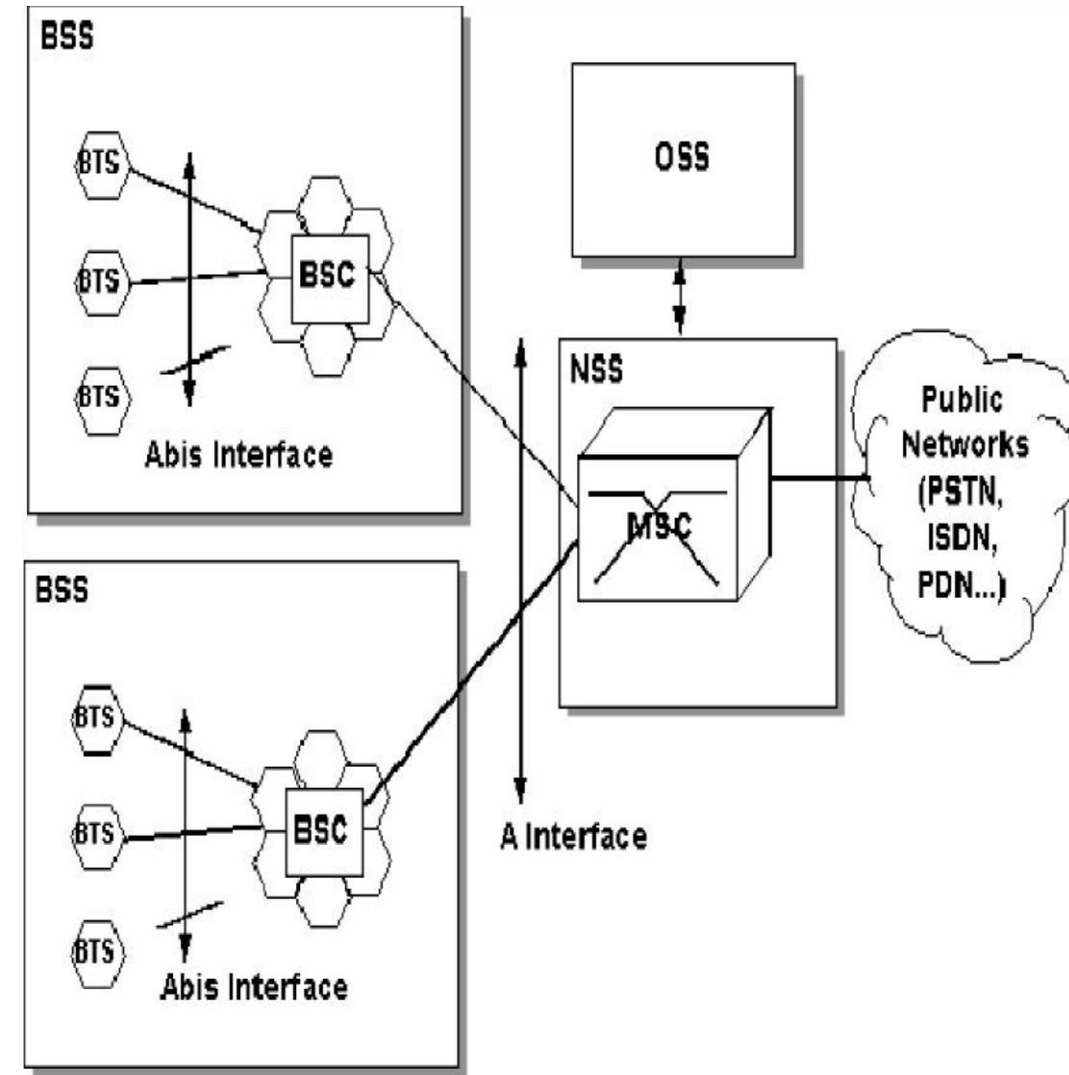 BSS
BTS
BTS
BTS
BSC
Abis Interface
OSS
NSS
MSC
Public
Networks
(PSTN,
ISDN,
PDN...)
A Interface
BSS
BTS
BTS
BTS
BSC
Abis Interface